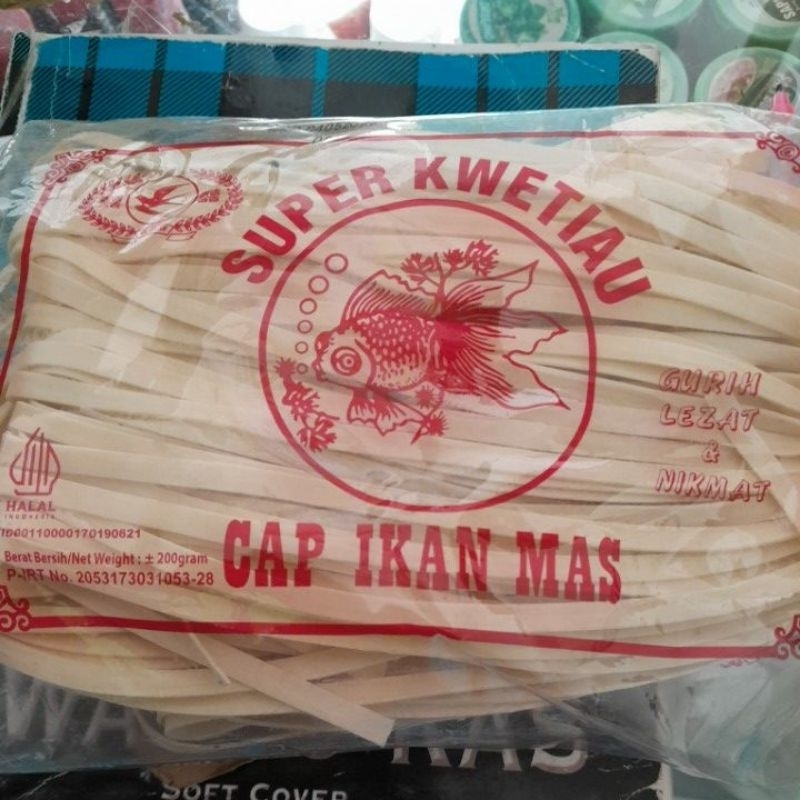 SUPER KWETIAU
GURIH
LEZAT
&
NIKMAT
HALAL
INDONESIA
ID00110000170190621
Berat Bersih/Net Weight : ± 200gram
P-IRT No. 2053173031053-28
CAP IKAN MAS
KAS
SOFT COVER